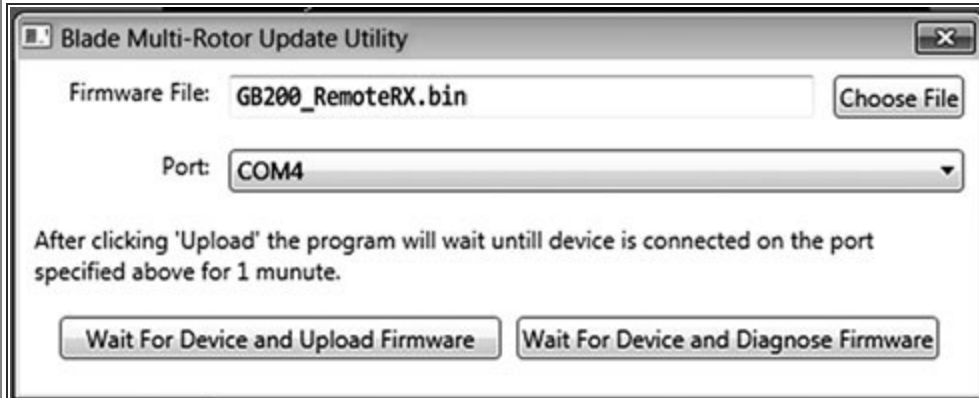 Blade Multi-Rotor Update Utility
Firmware File: GB200_RemoteRX.bin Choose File
Port: COM4
After clicking 'Upload' the program will wait untill device is connected on the port
specified above for 1 munute.
Wait For Device and Upload Firmware Wait For Device and Diagnose Firmware